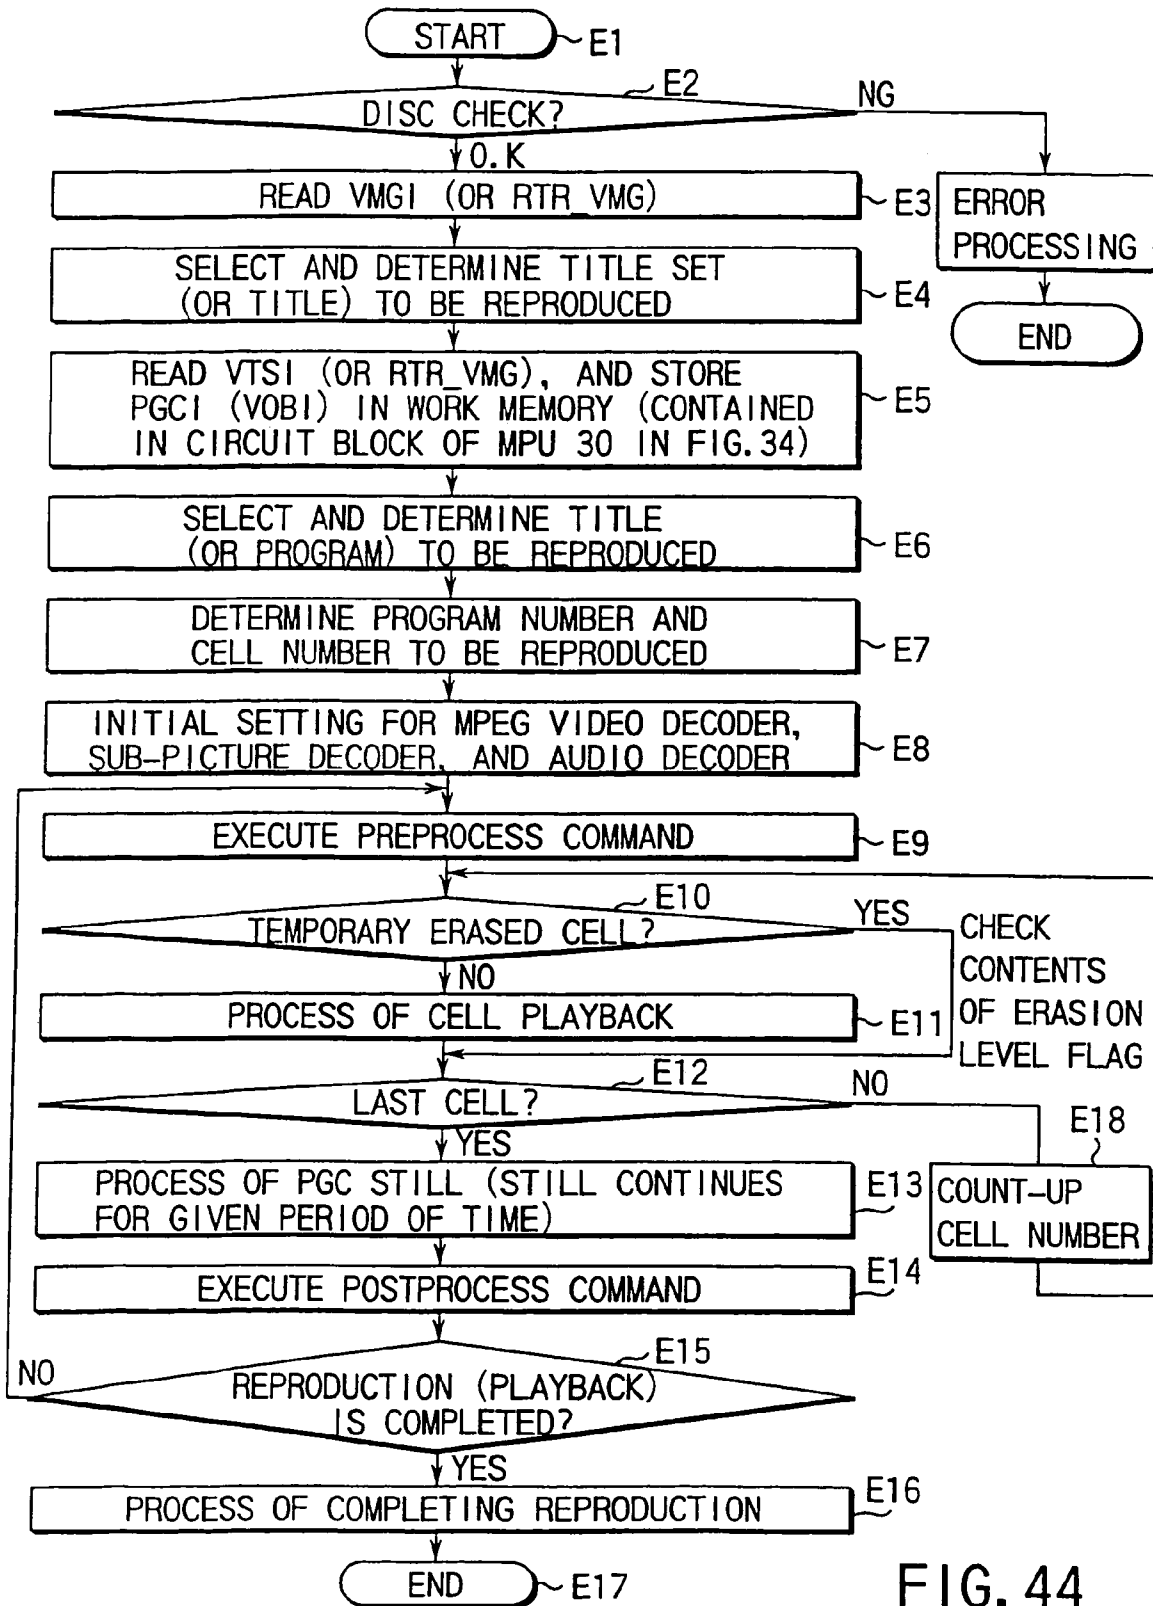 START
E1
E2
DISC CHECK?
NG
O.K
READ VMGI (OR RTR_VMG)
E3
ERROR
PROCESSING
END
SELECT AND DETERMINE TITLE SET
(OR TITLE) TO BE REPRODUCED
E4
READ VTSI (OR RTR_VMG), AND STORE
PGCI (VOBI) IN WORK MEMORY (CONTAINED
IN CIRCUIT BLOCK OF MPU 30 IN FIG.34)
E5
SELECT AND DETERMINE TITLE
(OR PROGRAM) TO BE REPRODUCED
E6
DETERMINE PROGRAM NUMBER AND
CELL NUMBER TO BE REPRODUCED
E7
INITIAL SETTING FOR MPEG VIDEO DECODER,
SUB-PICTURE DECODER, AND AUDIO DECODER
E8
EXECUTE PREPROCESS COMMAND
E9
E10
TEMPORARY ERASED CELL?
YES
CHECK
CONTENTS
OF ERASION
LEVEL FLAG
NO
PROCESS OF CELL PLAYBACK
E11
E12
LAST CELL?
NO
YES
E18
COUNT-UP
CELL NUMBER
PROCESS OF PGC STILL (STILL CONTINUES
FOR GIVEN PERIOD OF TIME)
E13
EXECUTE POSTPROCESS COMMAND
E14
E15
NO
REPRODUCTION (PLAYBACK)
IS COMPLETED?
YES
PROCESS OF COMPLETING REPRODUCTION
E16
END
E17
FIG. 44